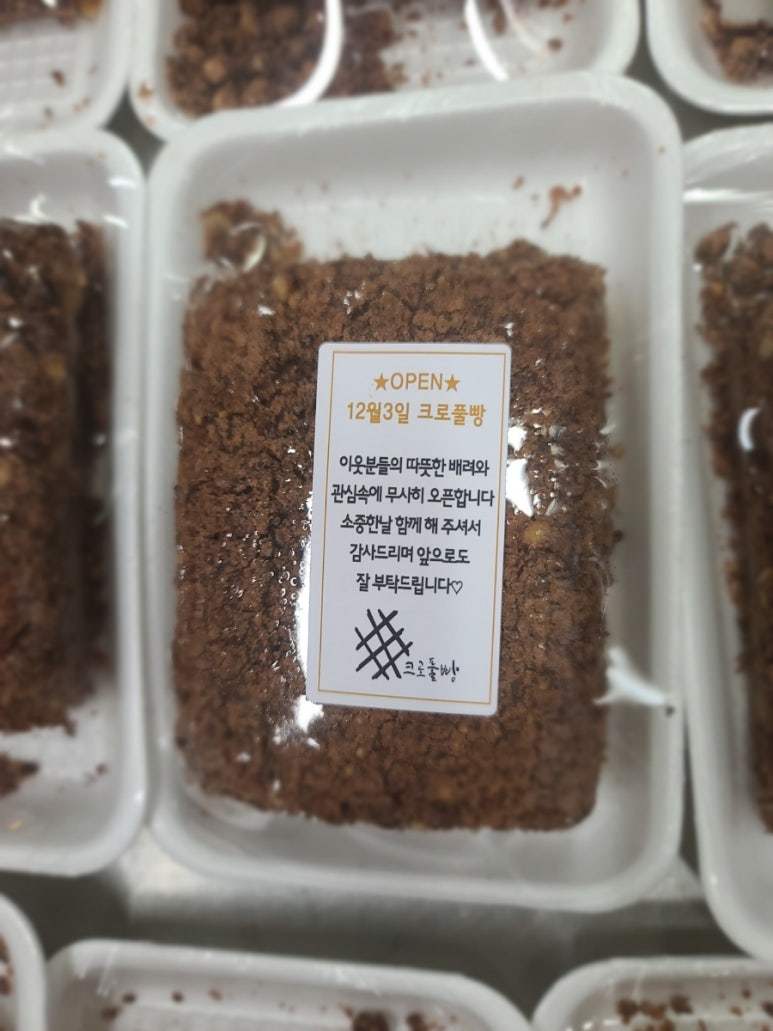 ★OPEN★
12월3일 크로플빵
이웃분들의 따뜻한 배려와
관심속에 무사히 오픈합니다
소중한날 함께 해 주셔서
감사드리며 앞으로도
잘 부탁드립니다♡
크로플빵